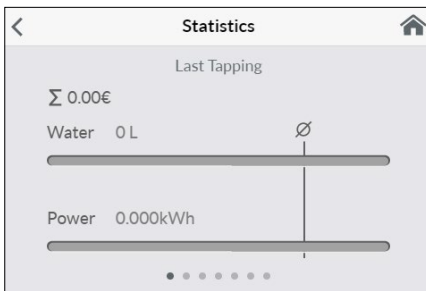 Statistics
Last Tapping
Σ 0.00€
Water 0 L Ø
Power 0.000kWh